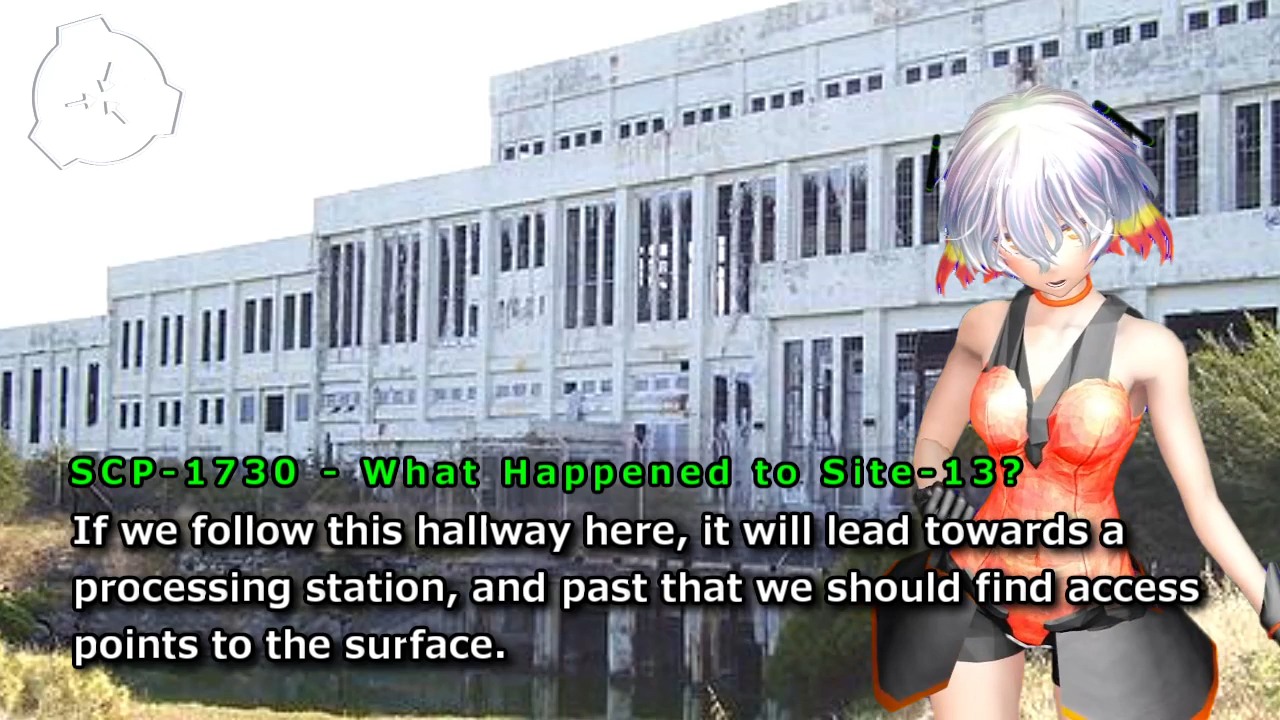 SCP-1730 - What Happened to Site-13?
If we follow this hallway here, it will lead towards a
processing station, and past that we should find access
points to the surface.